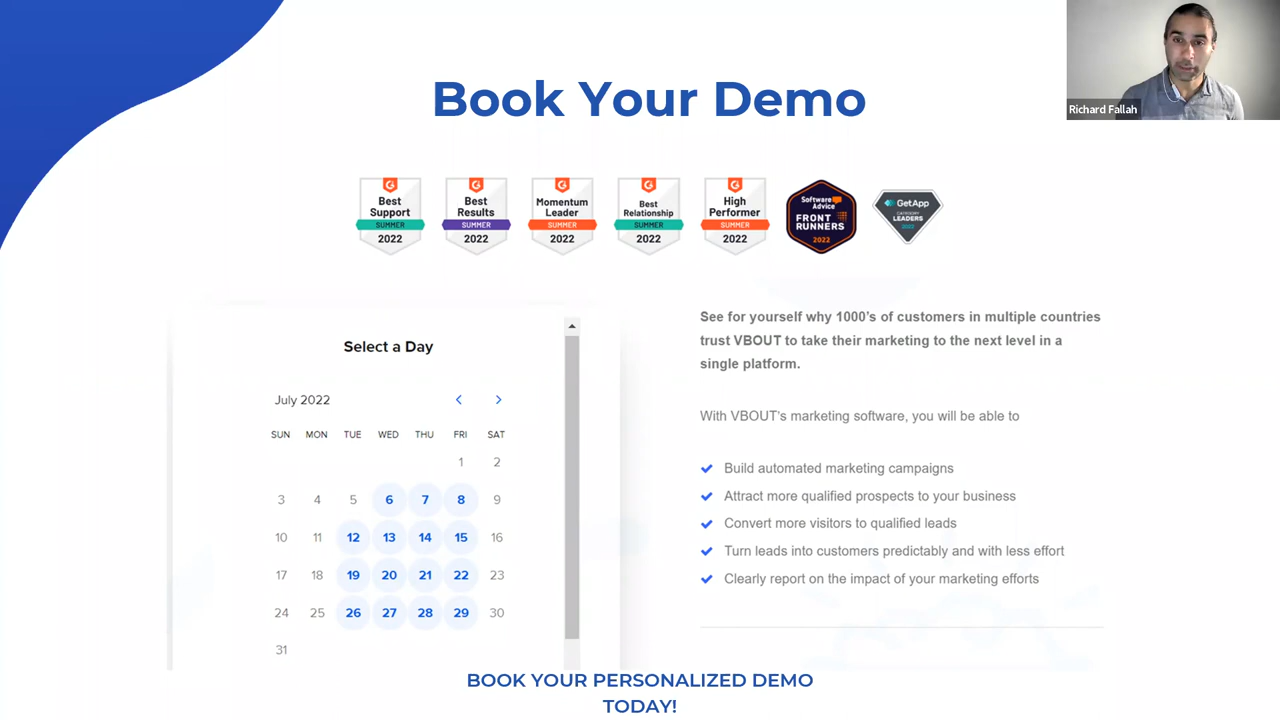 Richard Fallah
Book Your Demo
Best
Support
SUMMER
2022
Best
Results
SUMMER
2022
Momentum
Leader
SUMMER
2022
Best
Relationship
SUMMER
2022
High
Performer
SUMMER
2022
Software
Advice
FRONT
RUNNERS
2022
GetApp
CATEGORY
LEADERS
2022
Select a Day
July 2022
SUN MON TUE WED THU FRI SAT
1 2
3 4 5 6 7 8 9
10 11 12 13 14 15 16
17 18 19 20 21 22 23
24 25 26 27 28 29 30
31
See for yourself why 1000's of customers in multiple countries
trust VBOUT to take their marketing to the next level in a
single platform.
With VBOUT's marketing software, you will be able to
Build automated marketing campaigns
Attract more qualified prospects to your business
Convert more visitors to qualified leads
Turn leads into customers predictably and with less effort
Clearly report on the impact of your marketing efforts
BOOK YOUR PERSONALIZED DEMO
TODAY!